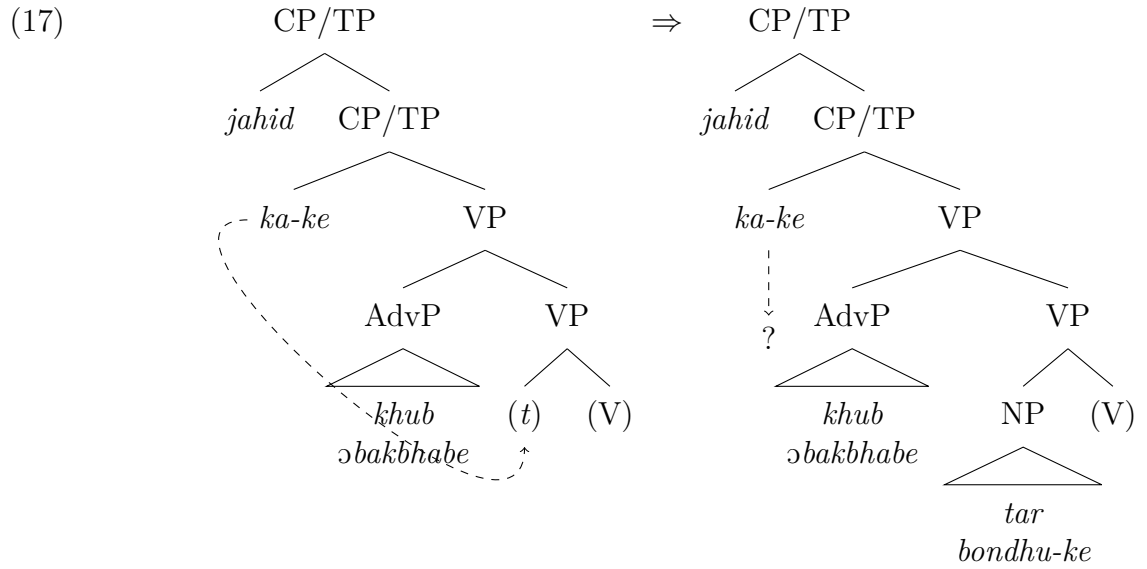 (17) CP/TP ⇒ CP/TP
jahid CP/TP jahid CP/TP
ka-ke VP ka-ke VP
AdvP VP ? AdvP VP
khub (t) (V) khub NP (V)
ɔbakbhabe ɔbakbhabe
tar
bondhu-ke